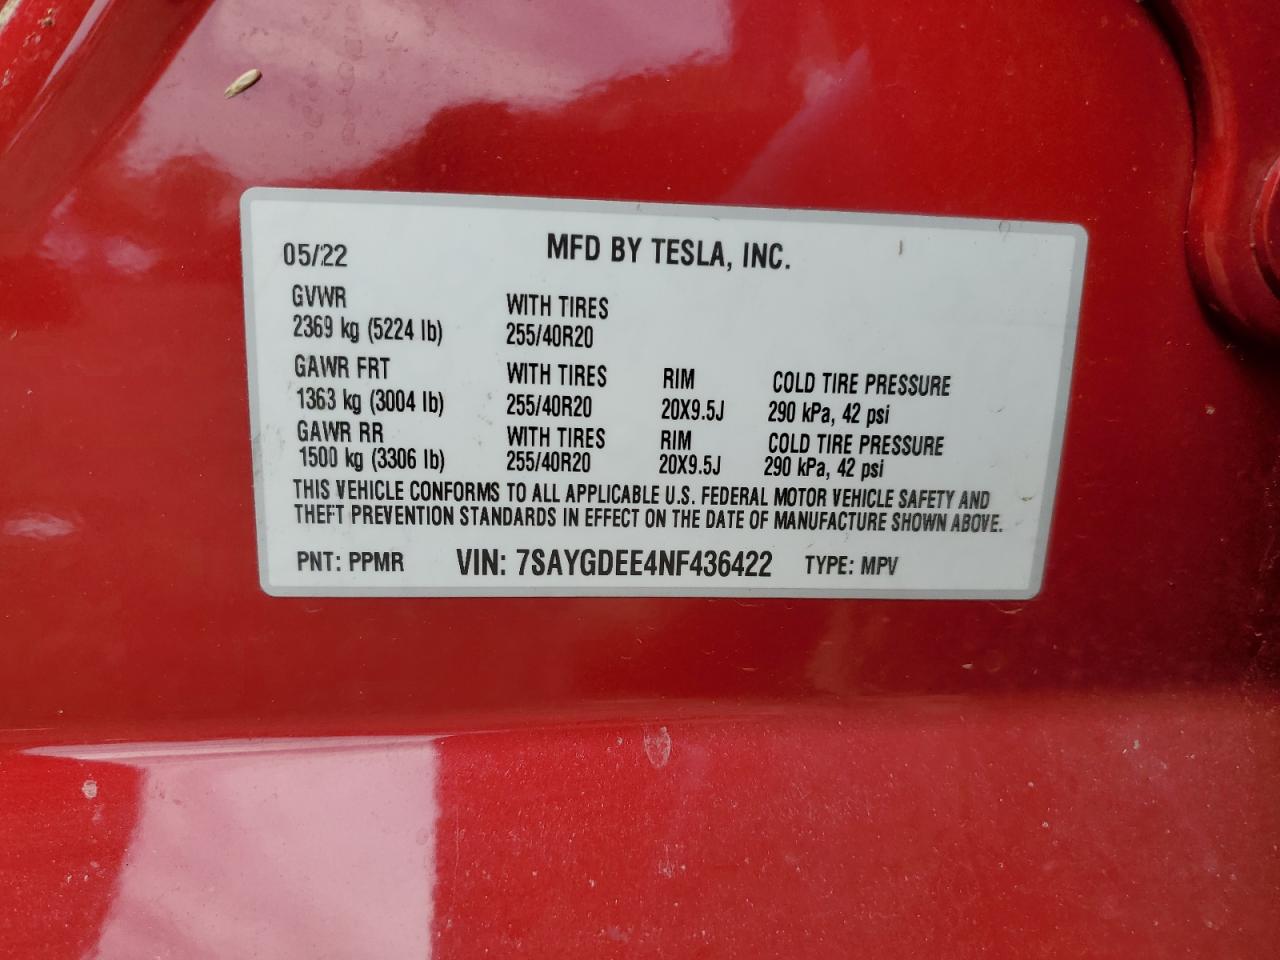 05/22 MFD BY TESLA, INC.
GVWR WITH TIRES
2369 kg (5224 lb) 255/40R20
GAWR FRT WITH TIRES RIM COLD TIRE PRESSURE
1363 kg (3004 lb) 255/40R20 20X9.5J 290 kPa, 42 psi
GAWR RR WITH TIRES RIM COLD TIRE PRESSURE
1500 kg (3306 lb) 255/40R20 20X9.5J 290 kPa, 42 psi
THIS VEHICLE CONFORMS TO ALL APPLICABLE U.S. FEDERAL MOTOR VEHICLE SAFETY AND
THEFT PREVENTION STANDARDS IN EFFECT ON THE DATE OF MANUFACTURE SHOWN ABOVE.
PNT: PPMR VIN: 7SAYGDEE4NF436422 TYPE: MPV